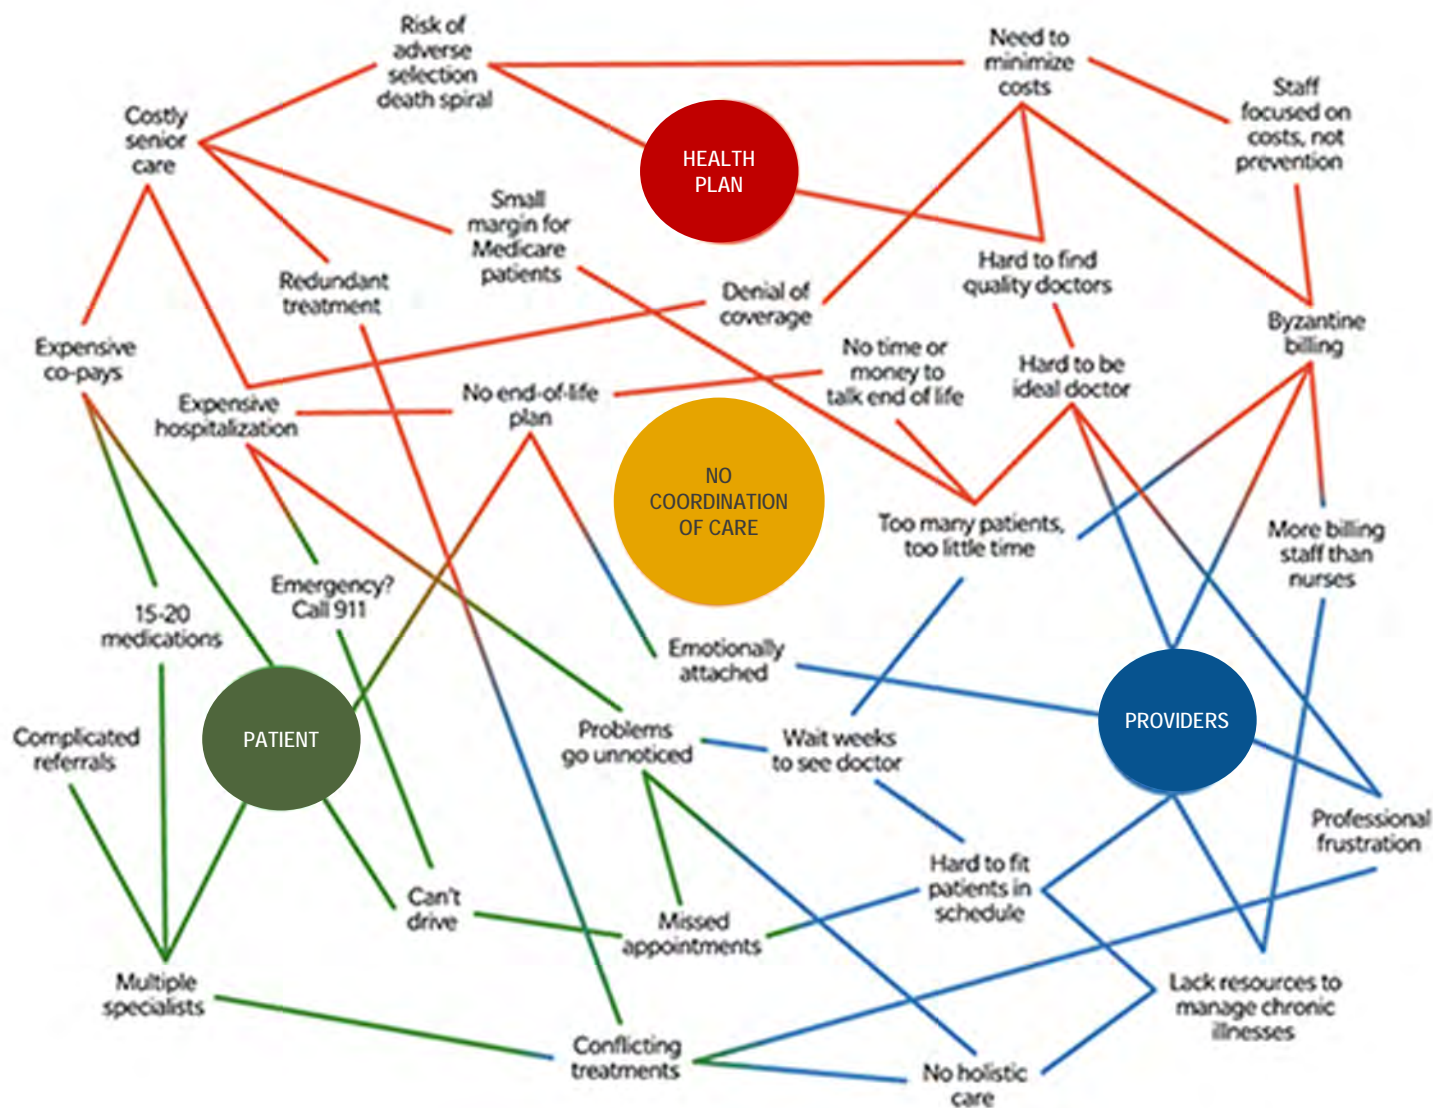 Risk of
adverse
selection
death spiral
Need to
minimize
costs
Staff
focused on
costs, not
prevention
Costly
senior
care
HEALTH
PLAN
Small
margin for
Medicare
patients
Redundant
treatment
Denial of
coverage
Hard to find
quality doctors
Byzantine
billing
Expensive
co-pays
No time or
money to
talk end of life
Hard to be
ideal doctor
Expensive
hospitalization
No end-of-life
plan
NO
COORDINATION
OF CARE
Too many patients,
too little time
More billing
staff than
nurses
Emergency?
Call 911
15-20
medications
Emotionally
attached
PATIENT
PROVIDERS
Complicated
referrals
Problems
go unnoticed
Wait weeks
to see doctor
Professional
frustration
Can't
drive
Missed
appointments
Hard to fit
patients in
schedule
Multiple
specialists
Lack resources to
manage chronic
illnesses
Conflicting
treatments
No holistic
care